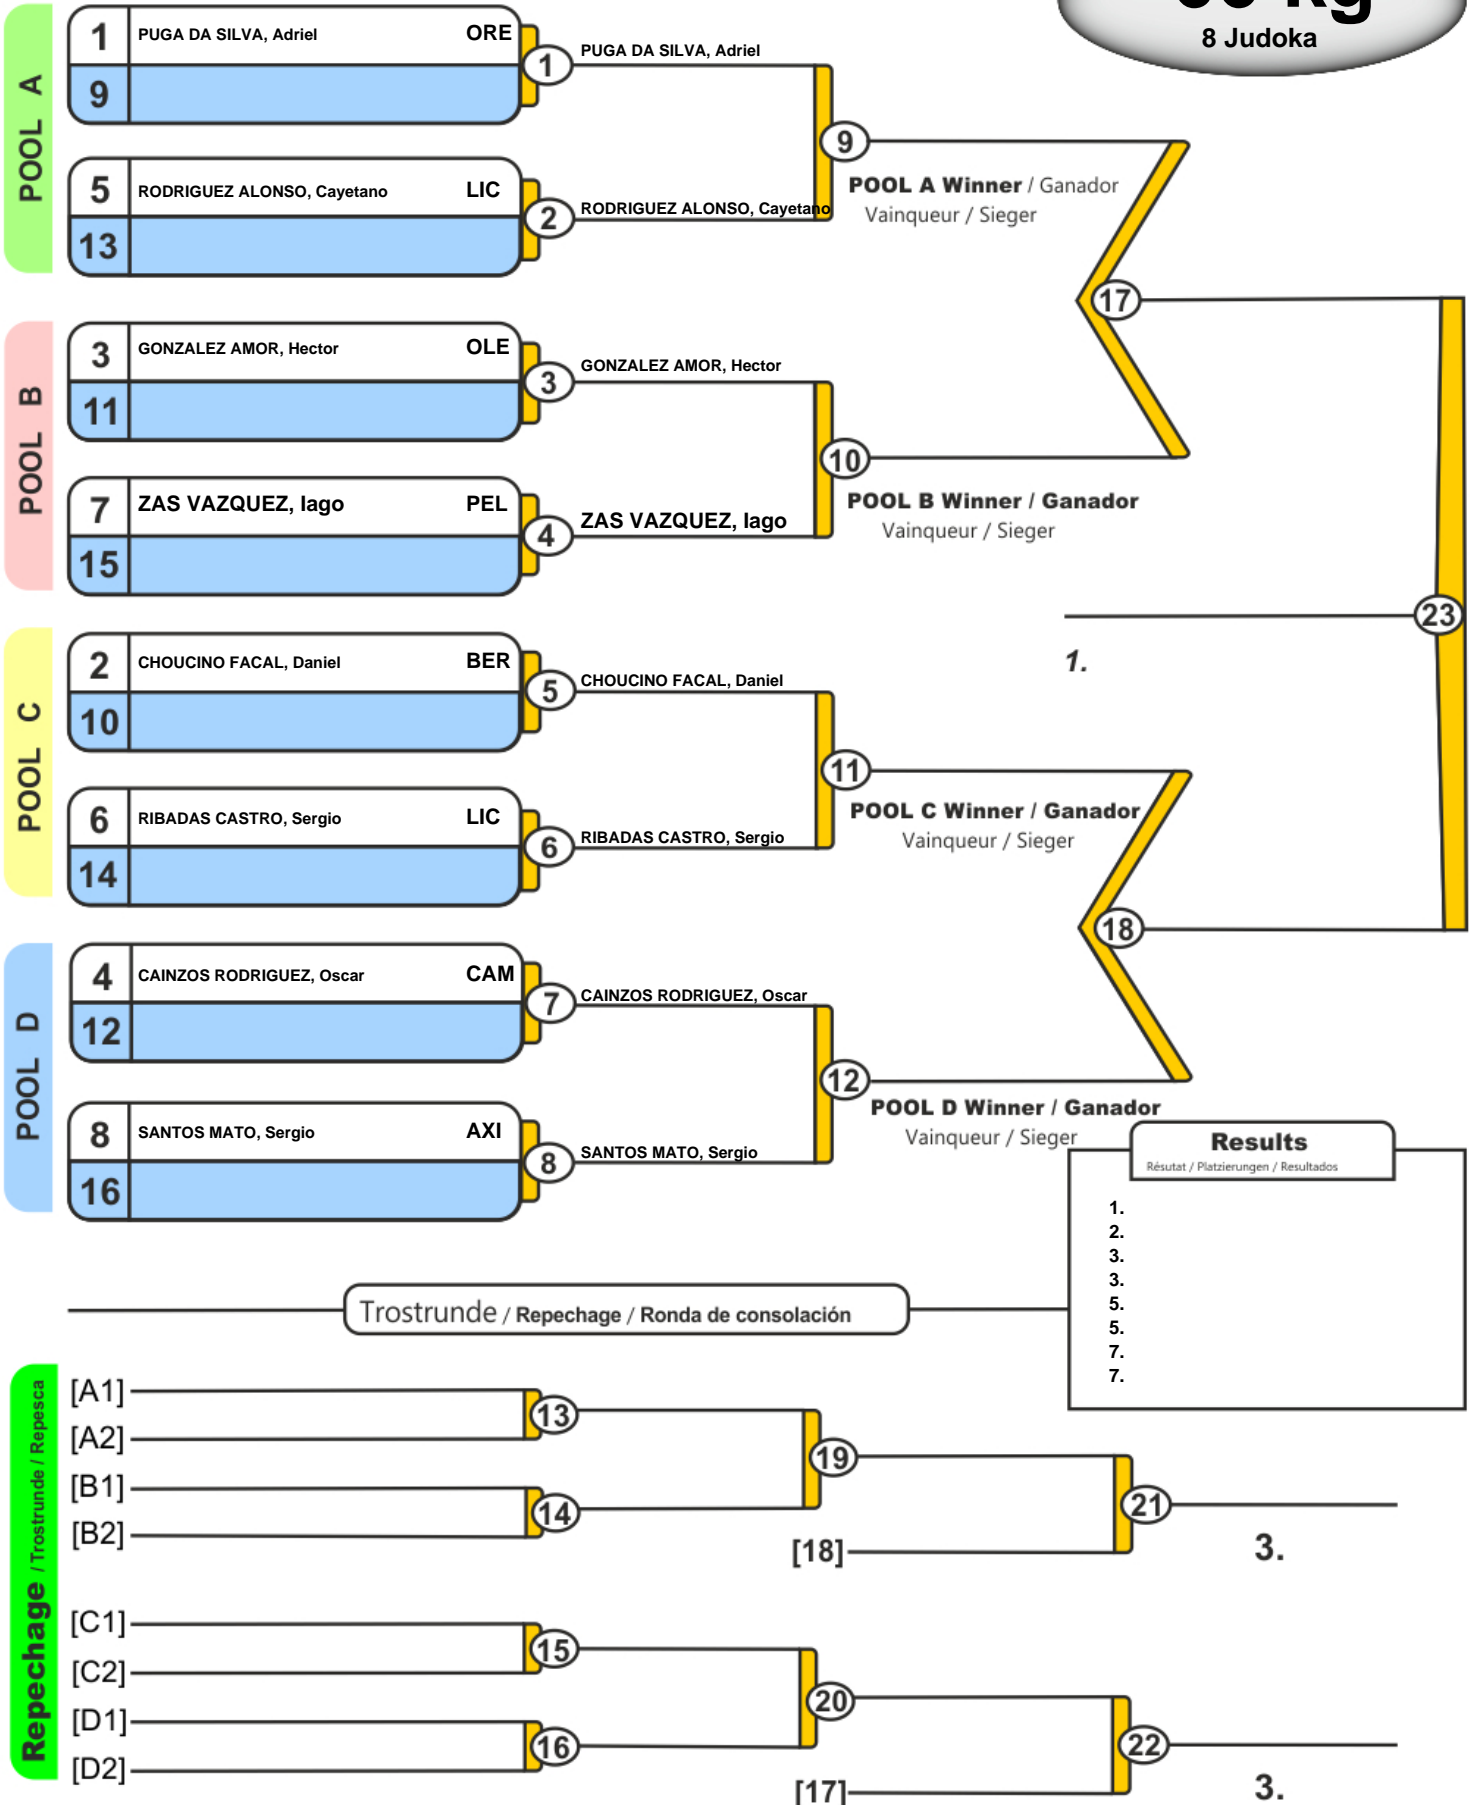 kg
8 Judoka
POOL A
1 PUGA DA SILVA, Adriel ORE
9
1 PUGA DA SILVA, Adriel
5 RODRIGUEZ ALONSO, Cayetano LIC
13
2 RODRIGUEZ ALONSO, Cayetano
9
POOL A Winner / Ganador
Vainqueur / Sieger
17
POOL B
3 GONZALEZ AMOR, Hector OLE
11
3 GONZALEZ AMOR, Hector
7 ZAS VAZQUEZ, Iago PEL
15
4 ZAS VAZQUEZ, Iago
10
POOL B Winner / Ganador
Vainqueur / Sieger
23
1.
POOL C
2 CHOUCINO FACAL, Daniel BER
10
5 CHOUCINO FACAL, Daniel
6 RIBADAS CASTRO, Sergio LIC
14
6 RIBADAS CASTRO, Sergio
11
POOL C Winner / Ganador
Vainqueur / Sieger
18
POOL D
4 CAINZOS RODRIGUEZ, Oscar CAM
12
7 CAINZOS RODRIGUEZ, Oscar
8 SANTOS MATO, Sergio AXI
16
8 SANTOS MATO, Sergio
12
POOL D Winner / Ganador
Vainqueur / Sieger
Results
Résutat / Platzierungen / Resultados
1.
2.
3.
3.
5.
5.
7.
7.
Trostrunde / Repechage / Ronda de consolación
Repechage / Trostrunde / Repesca
[A1]
[A2]
13
[B1]
[B2]
14
19
[18]
21
3.
[C1]
[C2]
15
[D1]
[D2]
16
20
[17]
22
3.